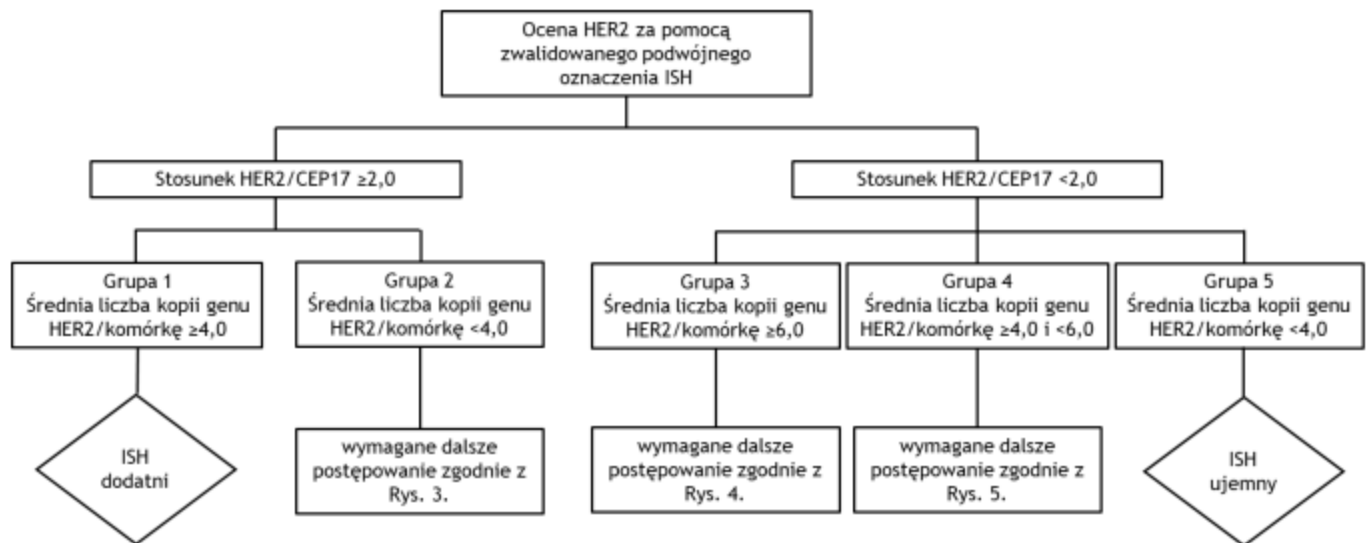 Ocena HER2 za pomocą
zwalidowanego podwójnego
oznaczenia ISH
Stosunek HER2/CEP17 ≥2,0
Stosunek HER2/CEP17 <2,0
Grupa 1
Średnia liczba kopii genu
HER2/komórkę ≥4,0
Grupa 2
Średnia liczba kopii genu
HER2/komórkę <4,0
Grupa 3
Średnia liczba kopii genu
HER2/komórkę ≥6,0
Grupa 4
Średnia liczba kopii genu
HER2/komórkę ≥4,0 i <6,0
Grupa 5
Średnia liczba kopii genu
HER2/komórkę <4,0
ISH
dodatni
wymagane dalsze
postępowanie zgodnie z
Rys. 3.
wymagane dalsze
postępowanie zgodnie z
Rys. 4.
wymagane dalsze
postępowanie zgodnie z
Rys. 5.
ISH
ujemny